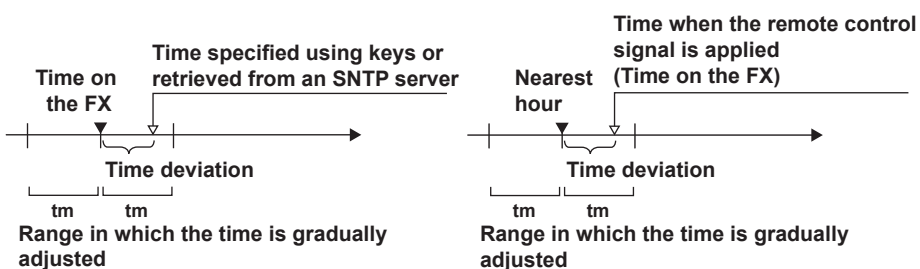 Time on
the FX
Time specified using keys or
retrieved from an SNTP server
Time deviation
tm tm
Range in which the time is gradually
adjusted
Nearest
hour
Time when the remote control
signal is applied
(Time on the FX)
Time deviation
tm tm
Range in which the time is gradually
adjusted